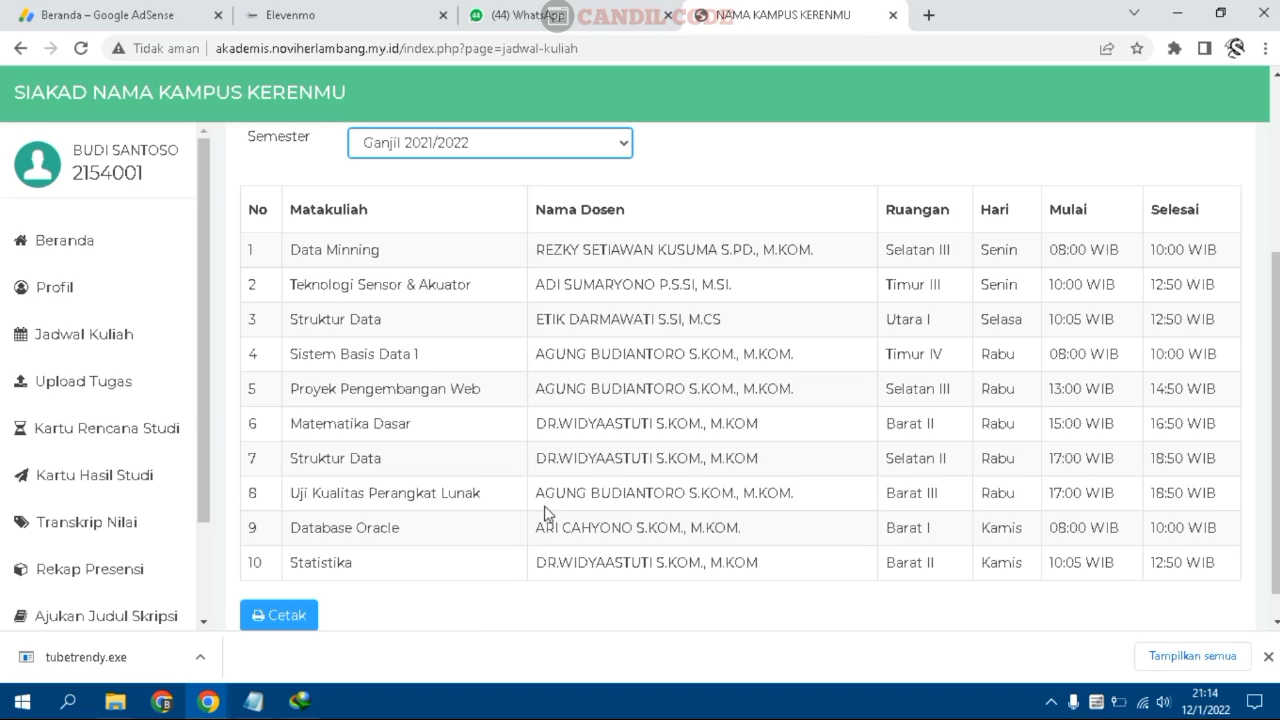 Beranda – Google AdSense
Elevenmo
(44) WhatsApp
CANDIL CODE
NAMA KAMPUS KERENMU
Tidak aman | akademis.noviherlambang.my.id/index.php?page=jadwal-kuliah
SIAKAD NAMA KAMPUS KERENMU
BUDI SANTOSO
2154001
Beranda
Profil
Jadwal Kuliah
Upload Tugas
Kartu Rencana Studi
Kartu Hasil Studi
Transkrip Nilai
Rekap Presensi
Ajukan Judul Skripsi
Semester Ganjil 2021/2022
No Matakuliah Nama Dosen Ruangan Hari Mulai Selesai
1 Data Minning REZKY SETIAWAN KUSUMA S.PD., M.KOM. Selatan III Senin 08:00 WIB 10:00 WIB
2 Teknologi Sensor & Akuator ADI SUMARYONO P.S.SI, M.SI. Timur III Senin 10:00 WIB 12:50 WIB
3 Struktur Data ETIK DARMAWATI S.SI, M.CS Utara I Selasa 10:05 WIB 12:50 WIB
4 Sistem Basis Data 1 AGUNG BUDIANTORO S.KOM., M.KOM. Timur IV Rabu 08:00 WIB 10:00 WIB
5 Proyek Pengembangan Web AGUNG BUDIANTORO S.KOM., M.KOM. Selatan III Rabu 13:00 WIB 14:50 WIB
6 Matematika Dasar DR.WIDYAASTUTI S.KOM., M.KOM Barat II Rabu 15:00 WIB 16:50 WIB
7 Struktur Data DR.WIDYAASTUTI S.KOM., M.KOM Selatan II Rabu 17:00 WIB 18:50 WIB
8 Uji Kualitas Perangkat Lunak AGUNG BUDIANTORO S.KOM., M.KOM. Barat III Rabu 17:00 WIB 18:50 WIB
9 Database Oracle ARI CAHYONO S.KOM., M.KOM. Barat I Kamis 08:00 WIB 10:00 WIB
10 Statistika DR.WIDYAASTUTI S.KOM., M.KOM Barat II Kamis 10:05 WIB 12:50 WIB
Cetak
tubetrendy.exe
Tampilkan semua
21:14
12/1/2022